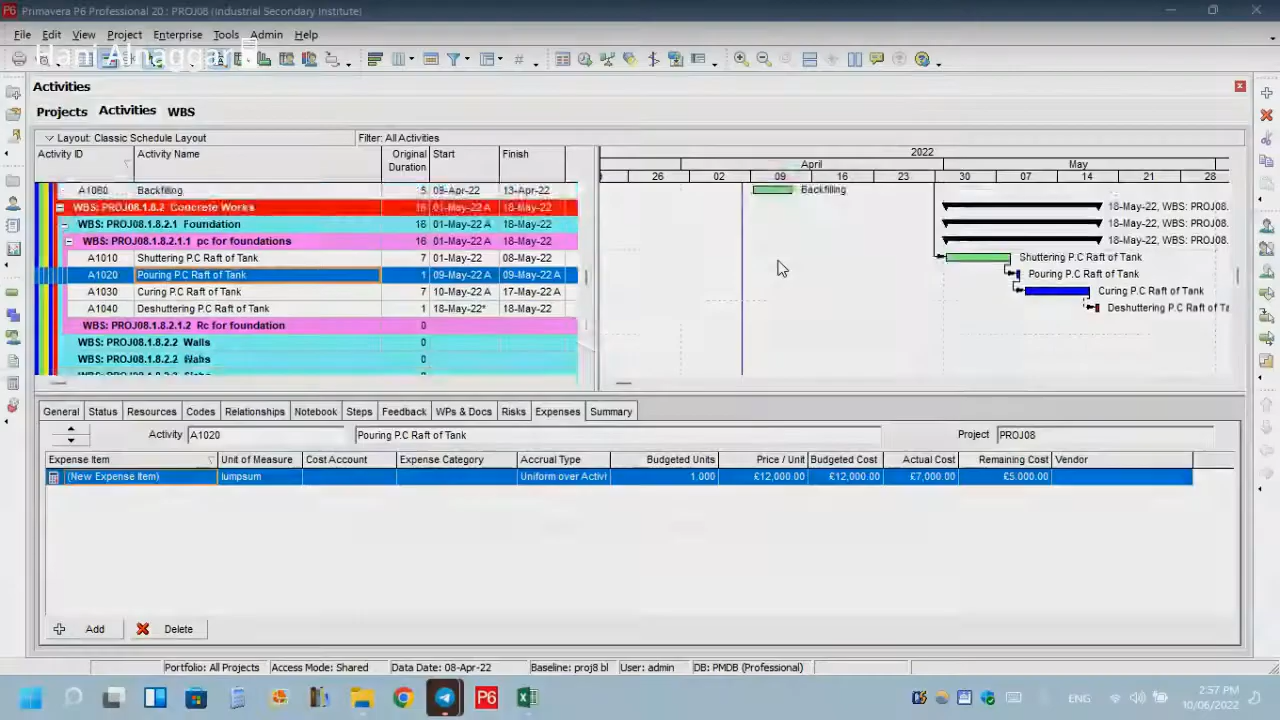 Primavera P6 Professional 20 : PROJ08 (Industrial Secondary Institute)
File Edit View Project Enterprise Tools Admin Help
Hani Alnaggar
Activities
Projects Activities WBS
Layout: Classic Schedule Layout Filter: All Activities
Activity ID Activity Name Original Duration Start Finish
2022
April May
26 02 09 16 23 30 07 14 21 28
A1060 Backfilling 5 09-Apr-22 13-Apr-22 Backfilling
WBS: PROJ08.1.8.2 Concrete Works 16 01-May-22 A 18-May-22 18-May-22, WBS: PROJ08.
WBS: PROJ08.1.8.2.1 Foundation 16 01-May-22 A 18-May-22 18-May-22, WBS: PROJ08.
WBS: PROJ08.1.8.2.1.1 pc for foundations 16 01-May-22 A 18-May-22 18-May-22, WBS: PROJ08.
A1010 Shuttering P.C Raft of Tank 7 01-May-22 08-May-22 Shuttering P.C Raft of Tank
A1020 Pouring P.C Raft of Tank 1 09-May-22 A 09-May-22 A Pouring P.C Raft of Tank
A1030 Curing P.C Raft of Tank 7 10-May-22 A 17-May-22 A Curing P.C Raft of Tank
A1040 Deshuttering P.C Raft of Tank 1 18-May-22* 18-May-22 Deshuttering P.C Raft of Ta
WBS: PROJ08.1.8.2.1.2 Rc for foundation 0
WBS: PROJ08.1.8.2.2 Walls 0
WBS: PROJ08.1.8.2.2 0
General Status Resources Codes Relationships Notebook Steps Feedback WPs & Docs Risks Expenses Summary
Activity A1020 Pouring P.C Raft of Tank Project PROJ08
Expense Item Unit of Measure Cost Account Expense Category Accrual Type Budgeted Units Price / Unit Budgeted Cost Actual Cost Remaining Cost Vendor
(New Expense Item) lumpsum Uniform over Activi 1.000 £12,000.00 £12,000.00 £7,000.00 £5,000.00
Add Delete
Portfolio: All Projects Access Mode: Shared Data Date: 08-Apr-22 Baseline: proj8 bl User: admin DB: PMDB (Professional)
P6 ENG 2:57 PM
10/06/2022